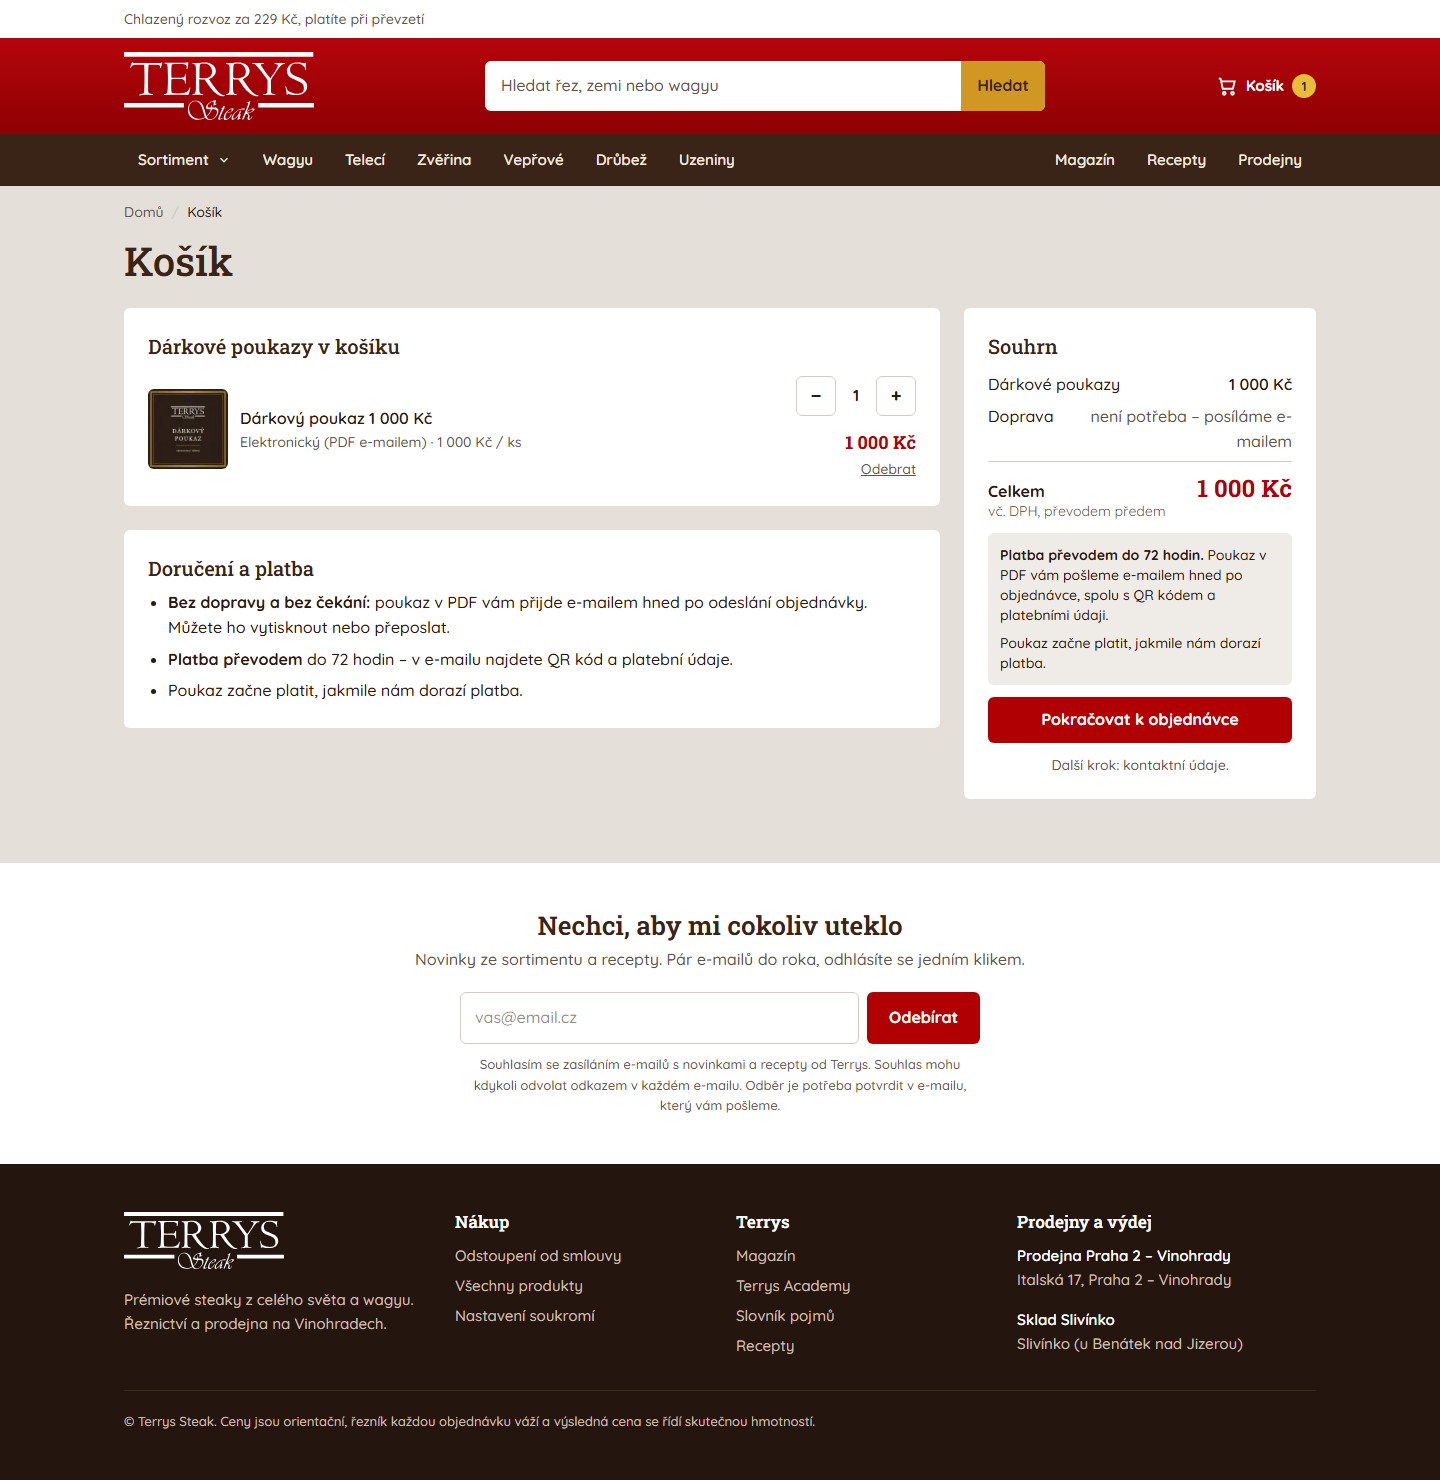 Chlazený rozvoz za 229 Kč, platíte při převzetí
TERRYS
Steak
Hledat řez, zemi nebo wagyu
Hledat
Košík 1
Sortiment
Wagyu
Telecí
Zvěřina
Vepřové
Drůbež
Uzeniny
Magazín
Recepty
Prodejny
Domů / Košík
Košík
Dárkové poukazy v košíku
TERRYS
Steak
DÁRKOVÝ
POUKAZ
Dárkový poukaz 1 000 Kč
Elektronický (PDF e-mailem) · 1 000 Kč / ks
− 1 +
1 000 Kč
Odebrat
Doručení a platba
• Bez dopravy a bez čekání: poukaz v PDF vám přijde e-mailem hned po odeslání objednávky.
Můžete ho vytisknout nebo přeposlat.
• Platba převodem do 72 hodin – v e-mailu najdete QR kód a platební údaje.
• Poukaz začne platit, jakmile nám dorazí platba.
Souhrn
Dárkové poukazy 1 000 Kč
Doprava není potřeba – posíláme e-
mailem
Celkem 1 000 Kč
vč. DPH, převodem předem
Platba převodem do 72 hodin. Poukaz v
PDF vám pošleme e-mailem hned po
objednávce, spolu s QR kódem a
platebními údaji.
Poukaz začne platit, jakmile nám dorazí
platba.
Pokračovat k objednávce
Další krok: kontaktní údaje.
Nechci, aby mi cokoliv uteklo
Novinky ze sortimentu a recepty. Pár e-mailů do roka, odhlásíte se jedním klikem.
vas@email.cz
Odebírat
Souhlasím se zasíláním e-mailů s novinkami a recepty od Terrys. Souhlas mohu
kdykoli odvolat odkazem v každém e-mailu. Odběr je potřeba potvrdit v e-mailu,
který vám pošleme.
TERRYS
Steak
Prémiové steaky z celého světa a wagyu.
Řeznictví a prodejna na Vinohradech.
Nákup
Odstoupení od smlouvy
Všechny produkty
Nastavení soukromí
Terrys
Magazín
Terrys Academy
Slovník pojmů
Recepty
Prodejny a výdej
Prodejna Praha 2 – Vinohrady
Italská 17, Praha 2 – Vinohrady
Sklad Slivínko
Slivínko (u Benátek nad Jizerou)
© Terrys Steak. Ceny jsou orientační, řezník každou objednávku váží a výsledná cena se řídí skutečnou hmotností.